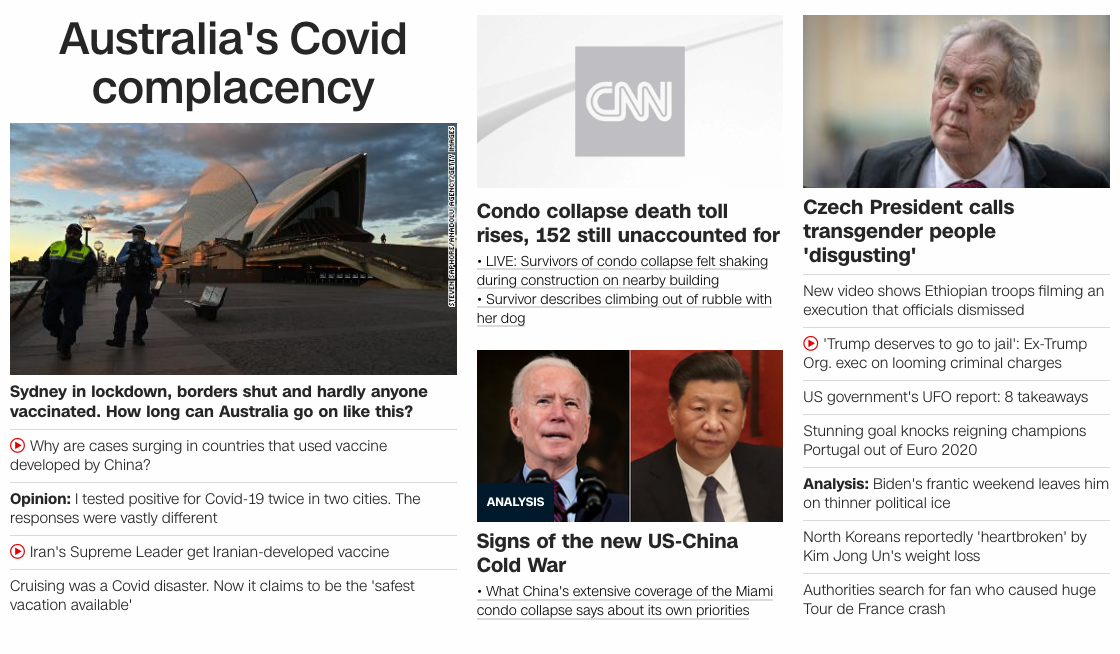 Australia's Covid
complacency
STEVEN SAPHORE/ANADOLU AGENCY/GETTY IMAGES
Sydney in lockdown, borders shut and hardly anyone
vaccinated. How long can Australia go on like this?
Why are cases surging in countries that used vaccine
developed by China?
Opinion: I tested positive for Covid-19 twice in two cities. The
responses were vastly different
Iran's Supreme Leader get Iranian-developed vaccine
Cruising was a Covid disaster. Now it claims to be the 'safest
vacation available'
CNN
Condo collapse death toll
rises, 152 still unaccounted for
• LIVE: Survivors of condo collapse felt shaking
during construction on nearby building
• Survivor describes climbing out of rubble with
her dog
ANALYSIS
Signs of the new US-China
Cold War
• What China's extensive coverage of the Miami
condo collapse says about its own priorities
Czech President calls
transgender people
'disgusting'
New video shows Ethiopian troops filming an
execution that officials dismissed
'Trump deserves to go to jail': Ex-Trump
Org. exec on looming criminal charges
US government's UFO report: 8 takeaways
Stunning goal knocks reigning champions
Portugal out of Euro 2020
Analysis: Biden's frantic weekend leaves him
on thinner political ice
North Koreans reportedly 'heartbroken' by
Kim Jong Un's weight loss
Authorities search for fan who caused huge
Tour de France crash